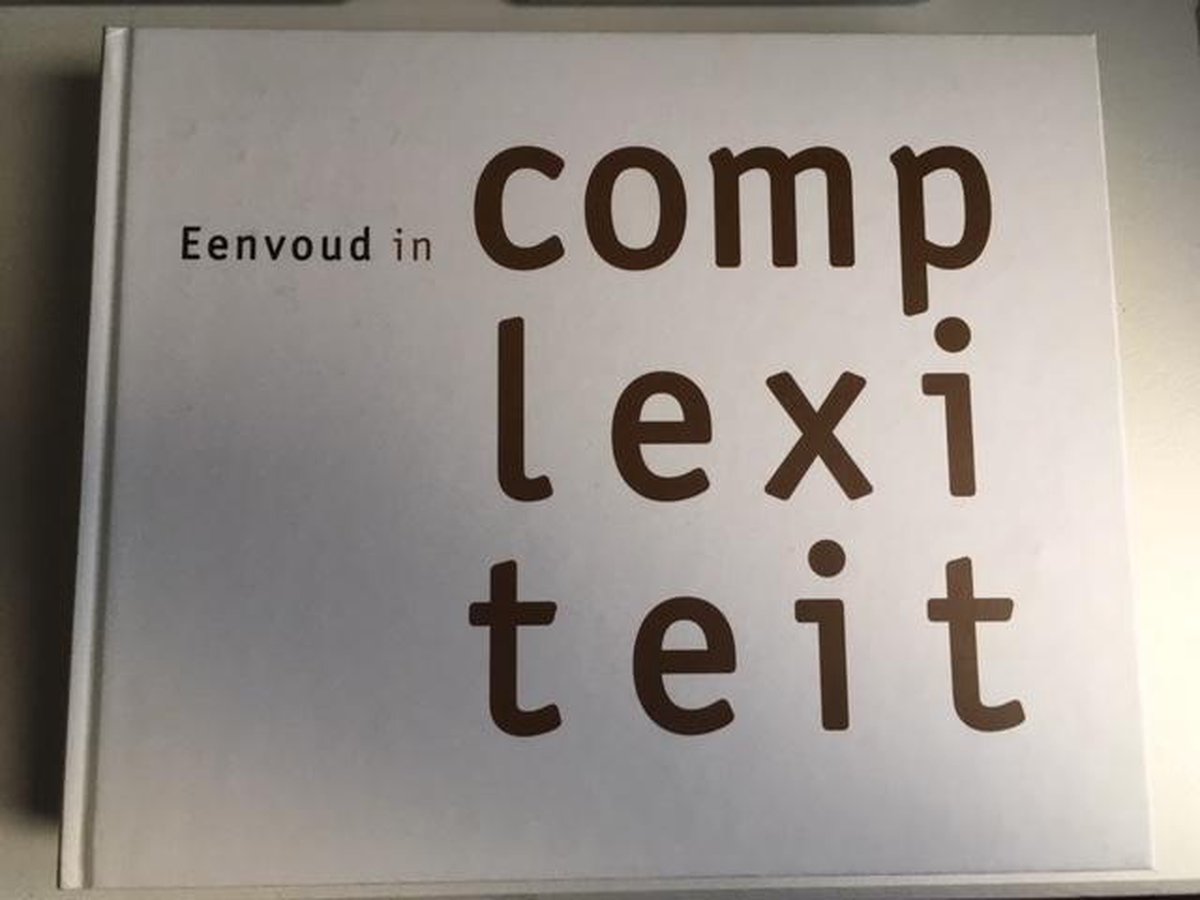 Eenvoud in comp
lexi
teit